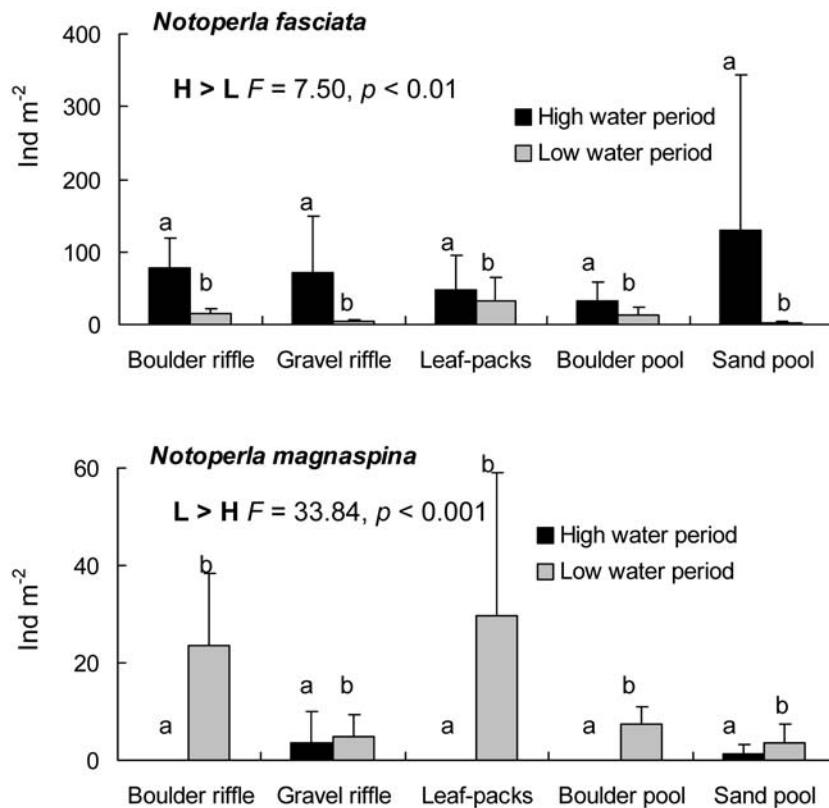 Notoperla fasciata
400
H > L F = 7.50, p < 0.01
300
High water period
Low water period
200
100
0
Ind m-2
a b a b a b a b a b
Boulder riffle Gravel riffle Leaf-packs Boulder pool Sand pool
Notoperla magnaspina
60
L > H F = 33.84, p < 0.001
High water period
Low water period
40
20
0
Ind m-2
a b a b a b a b a b
Boulder riffle Gravel riffle Leaf-packs Boulder pool Sand pool